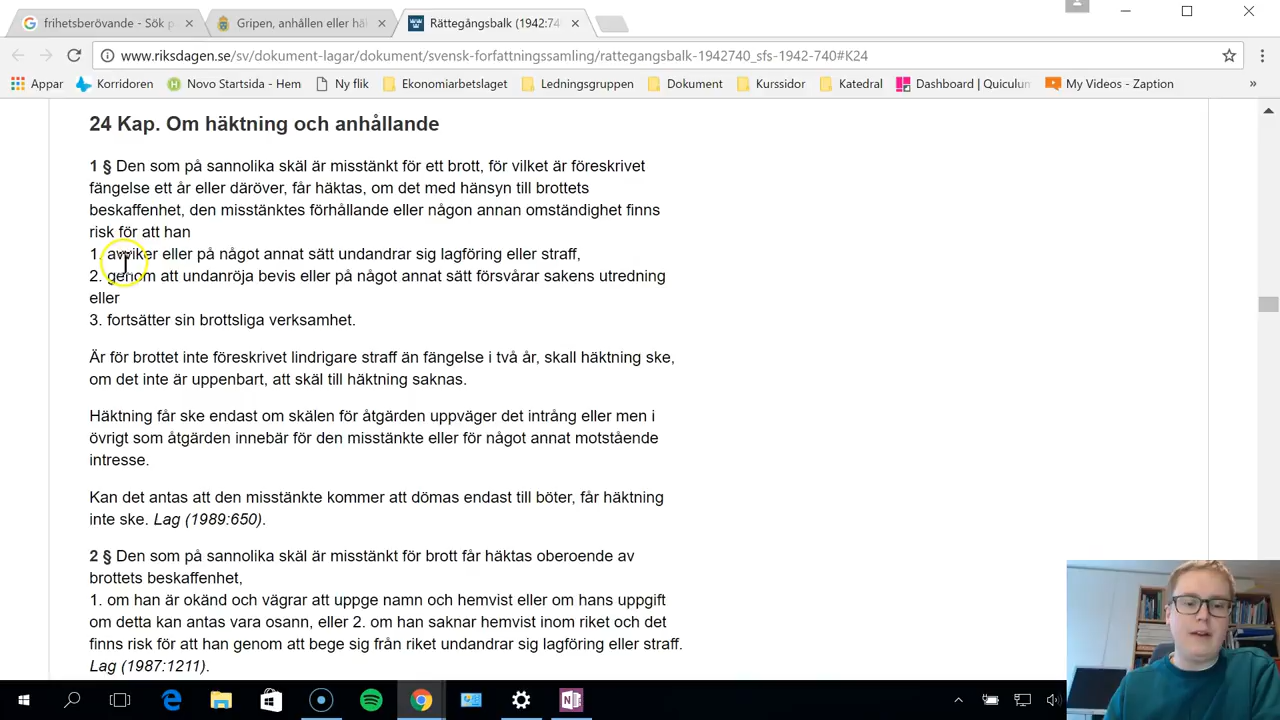 frihetsberövande - Sök p
Gripen, anhållen eller hä
Rättegångsbalk (1942:74
www.riksdagen.se/sv/dokument-lagar/dokument/svensk-forfattningssamling/rattegangsbalk-1942740_sfs-1942-740#K24
Appar
Korridoren
Novo Startsida - Hem
Ny flik
Ekonomiarbetslaget
Ledningsgruppen
Dokument
Kurssidor
Katedral
Dashboard | Quiculun
My Videos - Zaption
»
24 Kap. Om häktning och anhållande
1 § Den som på sannolika skäl är misstänkt för ett brott, för vilket är föreskrivet
fängelse ett år eller däröver, får häktas, om det med hänsyn till brottets
beskaffenhet, den misstänktes förhållande eller någon annan omständighet finns
risk för att han
1. avviker eller på något annat sätt undandrar sig lagföring eller straff,
2. genom att undanröja bevis eller på något annat sätt försvårar sakens utredning
eller
3. fortsätter sin brottsliga verksamhet.
Är för brottet inte föreskrivet lindrigare straff än fängelse i två år, skall häktning ske,
om det inte är uppenbart, att skäl till häktning saknas.
Häktning får ske endast om skälen för åtgärden uppväger det intrång eller men i
övrigt som åtgärden innebär för den misstänkte eller för något annat motstående
intresse.
Kan det antas att den misstänkte kommer att dömas endast till böter, får häktning
inte ske. Lag (1989:650).
2 § Den som på sannolika skäl är misstänkt för brott får häktas oberoende av
brottets beskaffenhet,
1. om han är okänd och vägrar att uppge namn och hemvist eller om hans uppgift
om detta kan antas vara osann, eller 2. om han saknar hemvist inom riket och det
finns risk för att han genom att bege sig från riket undandrar sig lagföring eller straff.
Lag (1987:1211).